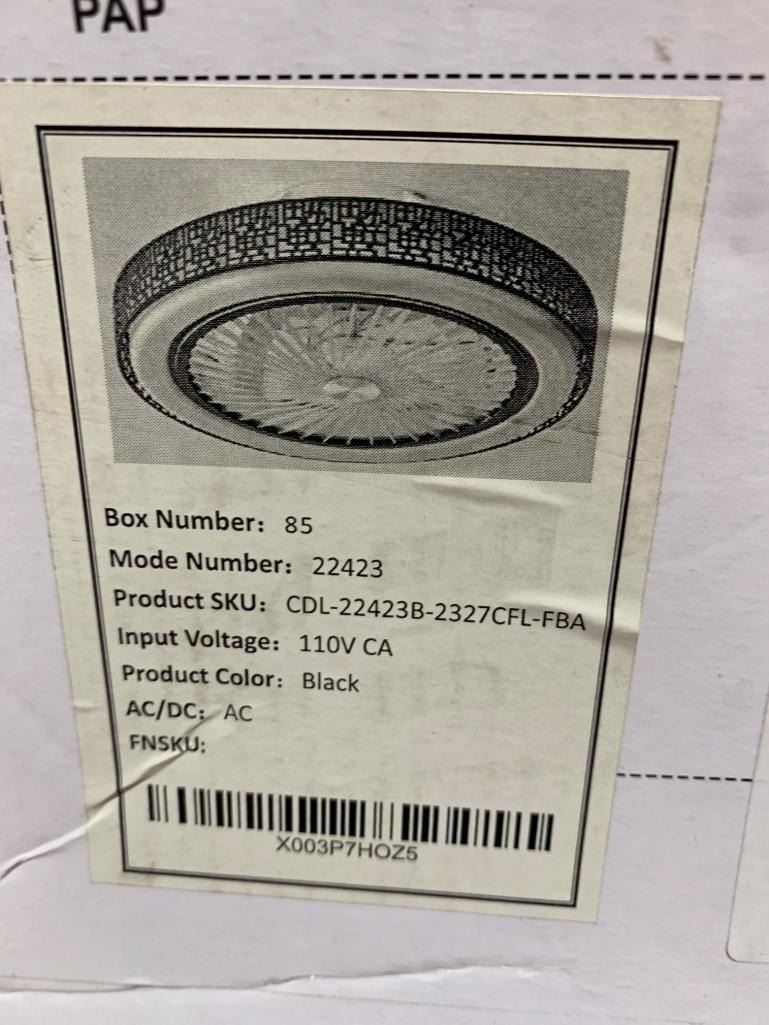 PAP
Box Number: 85
Mode Number: 22423
Product SKU: CDL-22423B-2327CFL-FBA
Input Voltage: 110V CA
Product Color: Black
AC/DC: AC
FNSKU:
X003P7HOZ5